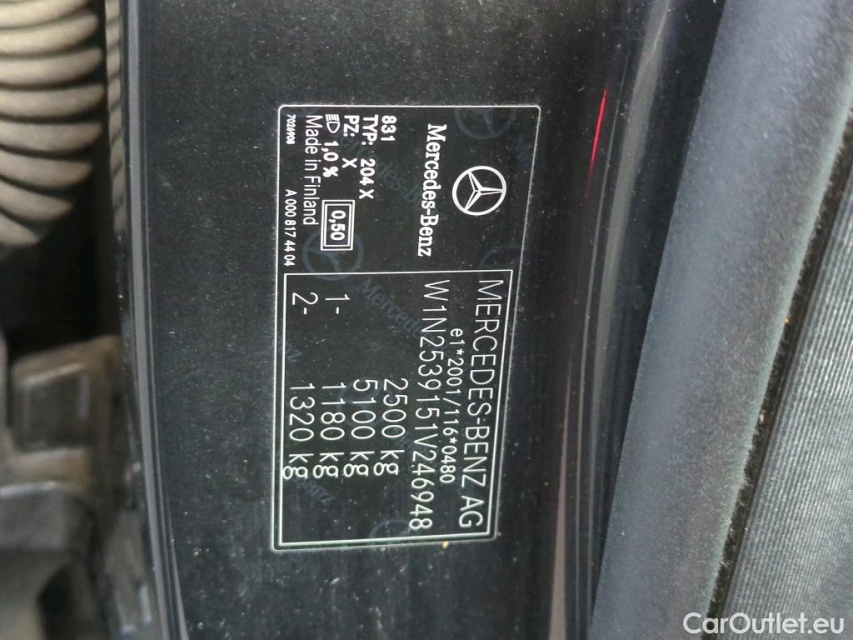 Mercedes-Benz
831
TYP: 204 X
PZ: X
1,0 %
0,50
Made in Finland
7026908
A 000 817 44 04
MERCEDES-BENZ AG
e1*2001/116*0480
W1N2539151V246948
2500 kg
5100 kg
1- 1180 kg
2- 1320 kg
CarOutlet.eu